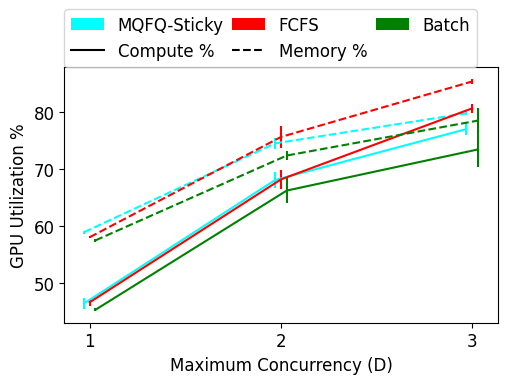 MQFQ-Sticky FCFS Batch
Compute % Memory %
GPU Utilization %
80
70
60
50
1 2 3
Maximum Concurrency (D)